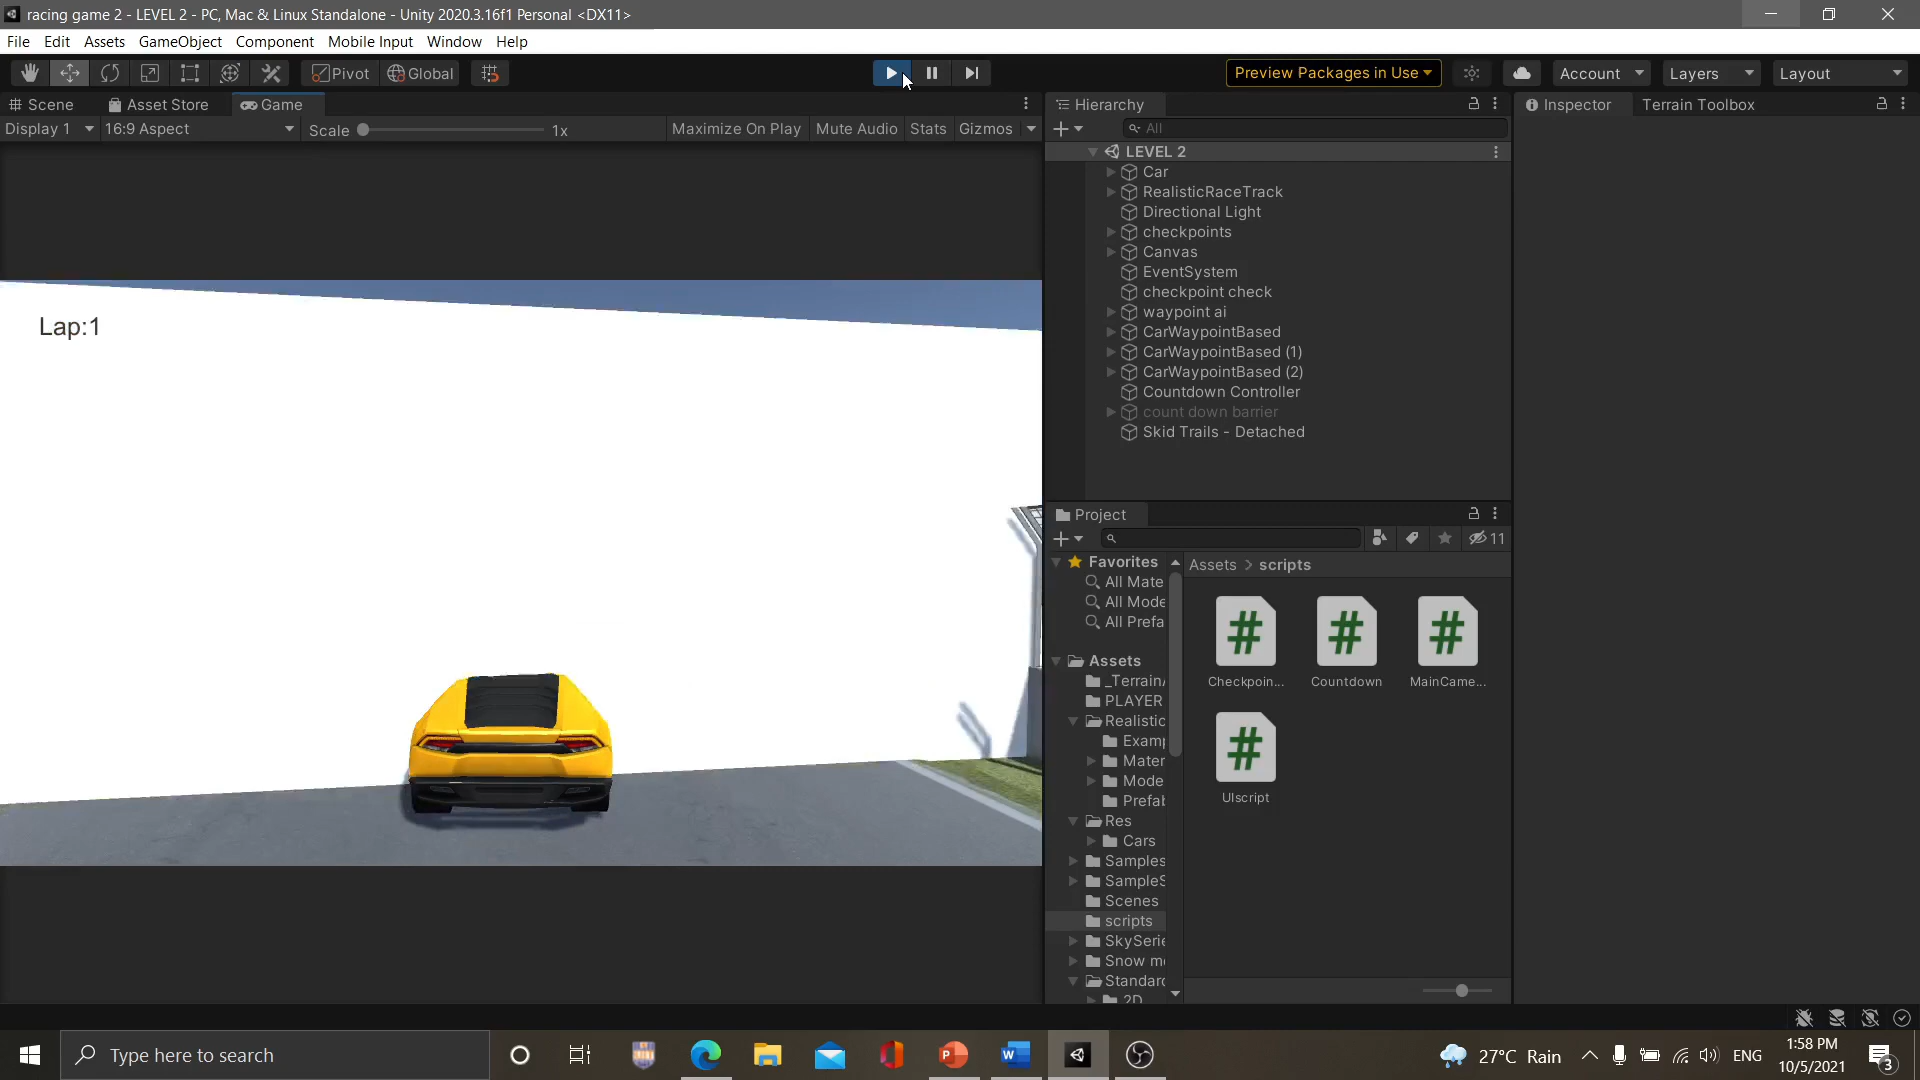 racing game 2 - LEVEL 2 - PC, Mac & Linux Standalone - Unity 2020.3.16f1 Personal <DX11>
File Edit Assets GameObject Component Mobile Input Window Help
Pivot Global Preview Packages in Use Account Layers Layout
Scene Asset Store Game Hierarchy Inspector Terrain Toolbox
Display 1 16:9 Aspect Scale 1x Maximize On Play Mute Audio Stats Gizmos All
LEVEL 2
Car
RealisticRaceTrack
Directional Light
checkpoints
Canvas
EventSystem
checkpoint check
waypoint ai
CarWaypointBased
CarWaypointBased (1)
CarWaypointBased (2)
Countdown Controller
count down barrier
Skid Trails - Detached
Lap:1
Project
11
Favorites
All Mate
All Mode
All Prefa
Assets
_Terrain
PLAYER
Realistic
Examp
Mater
Mode
Prefab
Res
Cars
Samples
SampleS
Scenes
scripts
SkySerie
Snow m
Standard
2D
Assets > scripts
Checkpoin... Countdown MainCame...
UIscript
Type here to search
27°C Rain ENG 1:58 PM
10/5/2021
3